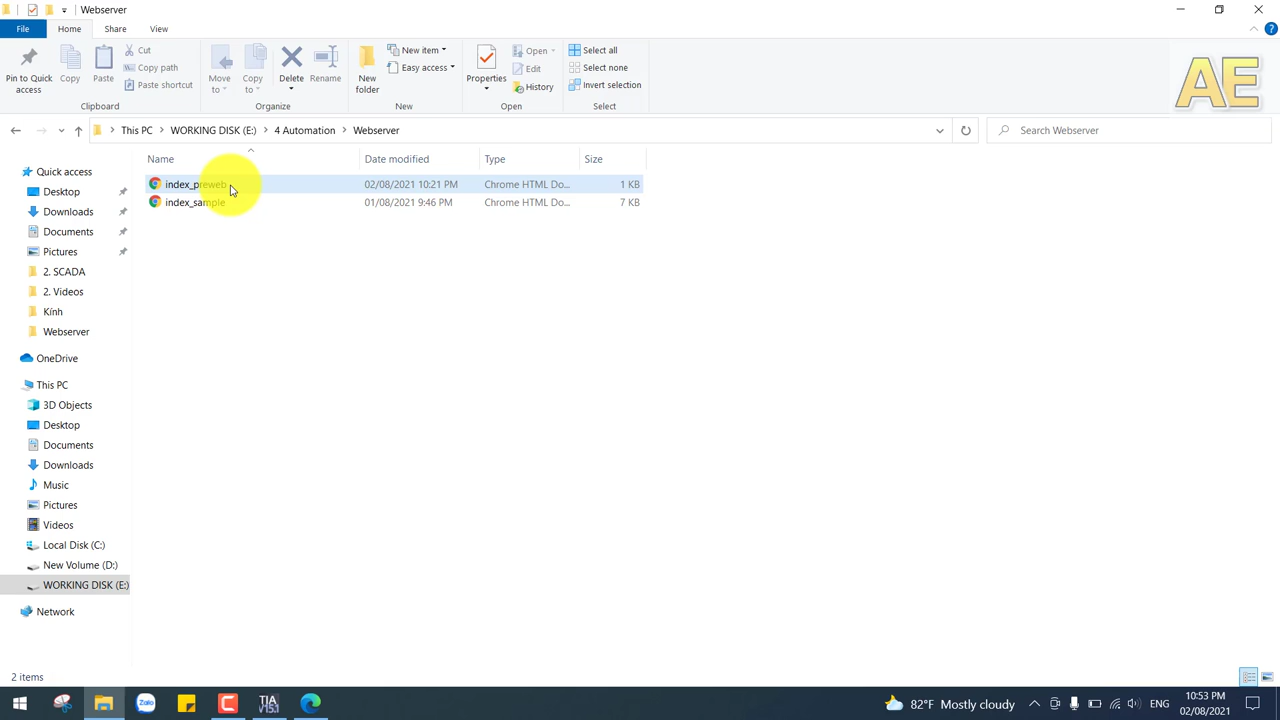 Webserver
File Home Share View
Pin to Quick access
Copy
Paste
Cut
Copy path
Paste shortcut
Clipboard
Move to
Copy to
Delete
Rename
Organize
New folder
New item
Easy access
New
Properties
Open
Edit
History
Open
Select all
Select none
Invert selection
Select
AE
This PC WORKING DISK (E:) 4 Automation Webserver
Search Webserver
Name Date modified Type Size
index_preweb 02/08/2021 10:21 PM Chrome HTML Do... 1 KB
index_sample 01/08/2021 9:46 PM Chrome HTML Do... 7 KB
Quick access
Desktop
Downloads
Documents
Pictures
2. SCADA
2. Videos
Kính
Webserver
OneDrive
This PC
3D Objects
Desktop
Documents
Downloads
Music
Pictures
Videos
Local Disk (C:)
New Volume (D:)
WORKING DISK (E:)
Network
2 items
Zalo
TIA V15.1
82°F Mostly cloudy
ENG
10:53 PM
02/08/2021